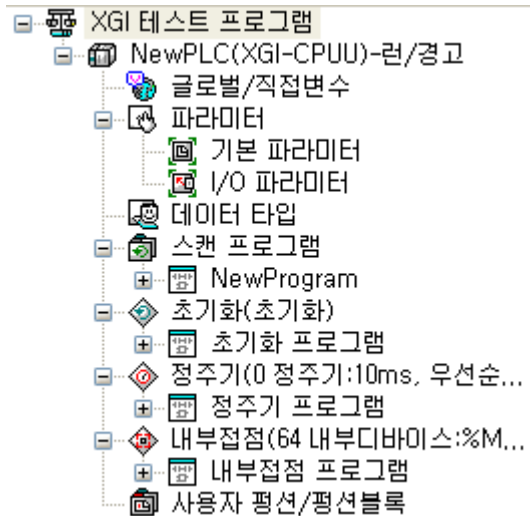 XGI 테스트 프로그램
NewPLC(XGI-CPUU)-런/경고
글로벌/직접변수
파라미터
기본 파라미터
I/O 파라미터
데이터 타입
스캔 프로그램
NewProgram
초기화(초기화)
초기화 프로그램
정주기(0 정주기:10ms, 우선순...
정주기 프로그램
내부접점(64 내부디바이스:%M...
내부접점 프로그램
사용자 펑션/펑션블록